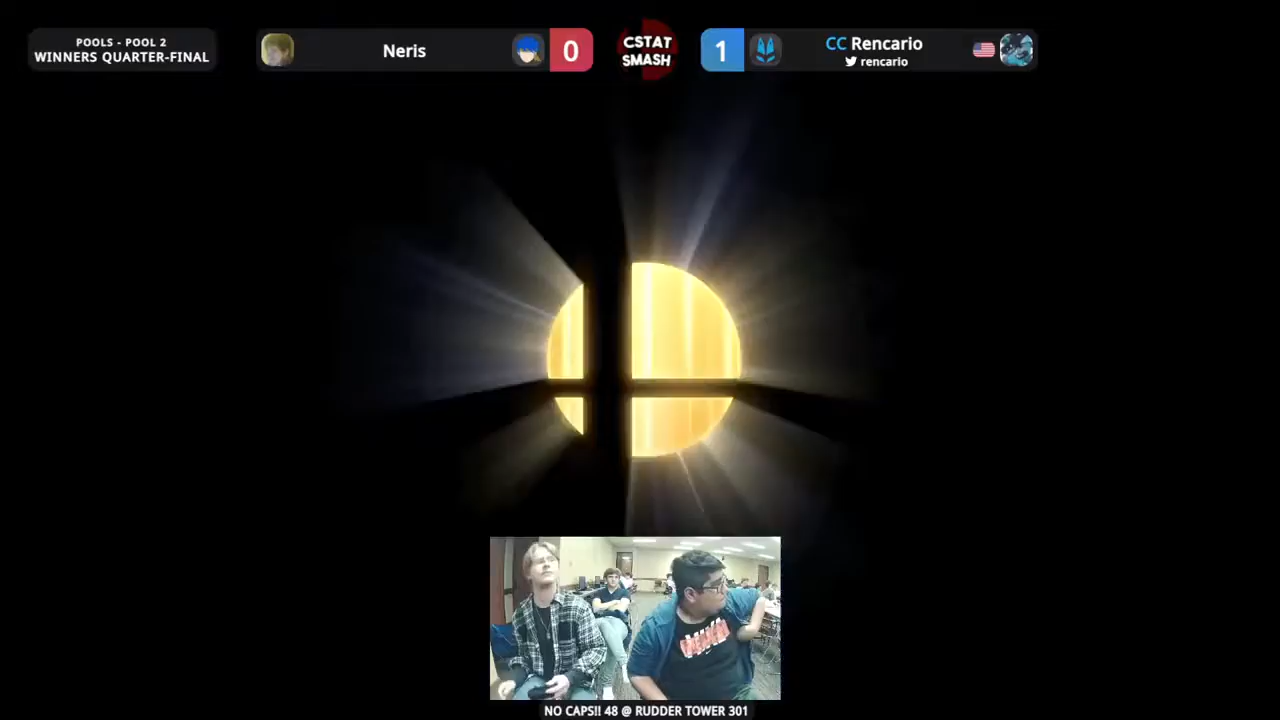 POOLS - POOL 2
WINNERS QUARTER-FINAL
Neris
0
CSTAT
SMASH
1
CC Rencario
rencario
NO CAPS!! 48 @ RUDDER TOWER 301